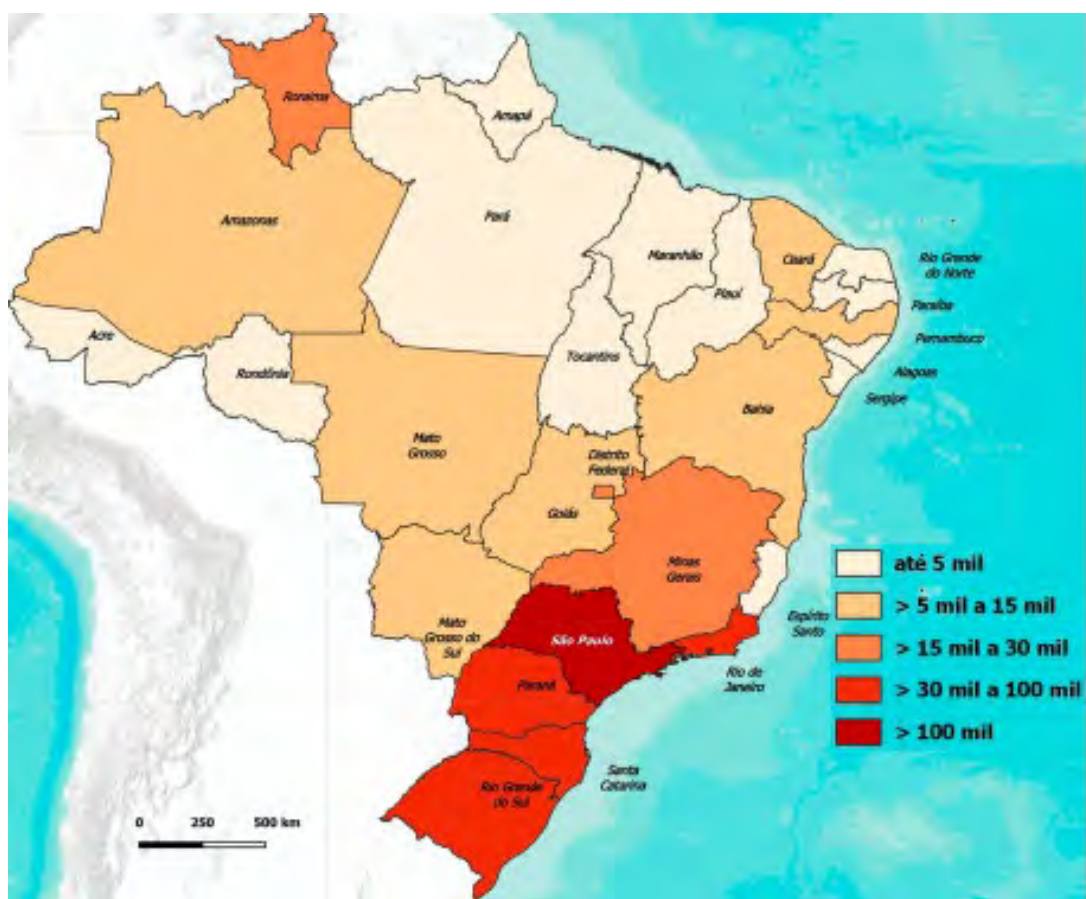 Roraima
Amapá
Amazonas
Pará
Maranhão
Ceará
Rio Grande
do Norte
Piauí
Paraíba
Acre
Tocantins
Pernambuco
Rondônia
Alagoas
Sergipe
Bahia
Mato
Grosso
Distrito
Federal
Goiás
Minas
Gerais
Mato
Grosso do
Sul
São Paulo
Espírito
Santo
Rio de
Janeiro
Paraná
Santa
Catarina
Rio Grande
do Sul
até 5 mil
> 5 mil a 15 mil
> 15 mil a 30 mil
> 30 mil a 100 mil
> 100 mil
0 250 500 km